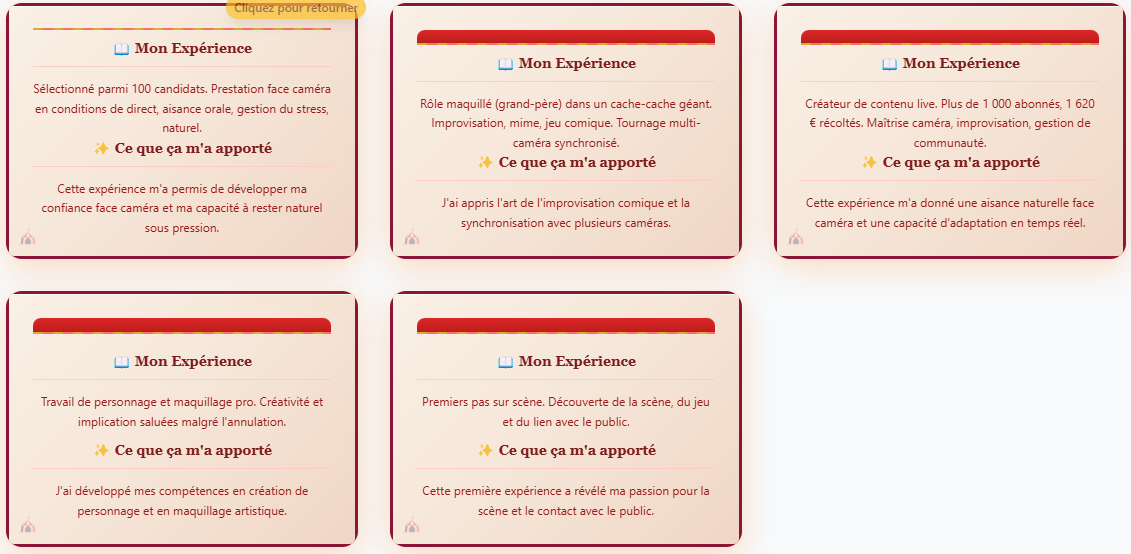 Cliquez pour retourner
📖 Mon Expérience
Sélectionné parmi 100 candidats. Prestation face caméra
en conditions de direct, aisance orale, gestion du stress,
naturel.
✨ Ce que ça m'a apporté
Cette expérience m'a permis de développer ma
confiance face caméra et ma capacité à rester naturel
sous pression.
📖 Mon Expérience
Rôle maquillé (grand-père) dans un cache-cache géant.
Improvisation, mime, jeu comique. Tournage multi-
caméra synchronisé.
✨ Ce que ça m'a apporté
J'ai appris l'art de l'improvisation comique et la
synchronisation avec plusieurs caméras.
📖 Mon Expérience
Créateur de contenu live. Plus de 1 000 abonnés, 1 620
€ récoltés. Maîtrise caméra, improvisation, gestion de
communauté.
✨ Ce que ça m'a apporté
Cette expérience m'a donné une aisance naturelle face
caméra et une capacité d'adaptation en temps réel.
📖 Mon Expérience
Travail de personnage et maquillage pro. Créativité et
implication saluées malgré l'annulation.
✨ Ce que ça m'a apporté
J'ai développé mes compétences en création de
personnage et en maquillage artistique.
📖 Mon Expérience
Premiers pas sur scène. Découverte de la scène, du jeu
et du lien avec le public.
✨ Ce que ça m'a apporté
Cette première expérience a révélé ma passion pour la
scène et le contact avec le public.